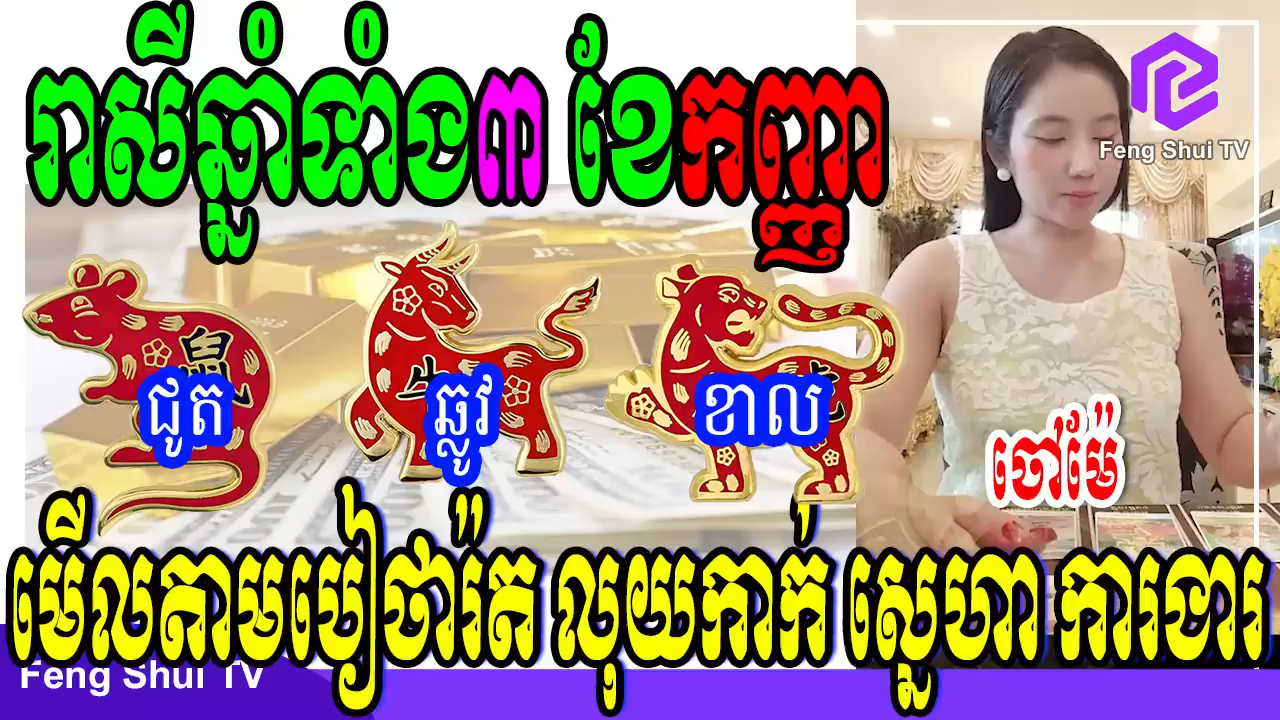 រាសីឆ្នាំទាំង៣ ខែកញ្ញា
Feng Shui TV
鼠
ជូត
ឆ្លូវ
ខាល
ចៅម៉ែ
មើលតាមបៀថារ៉ត លុយកាក់ ស្នេហា ការងារ
Feng Shui TV